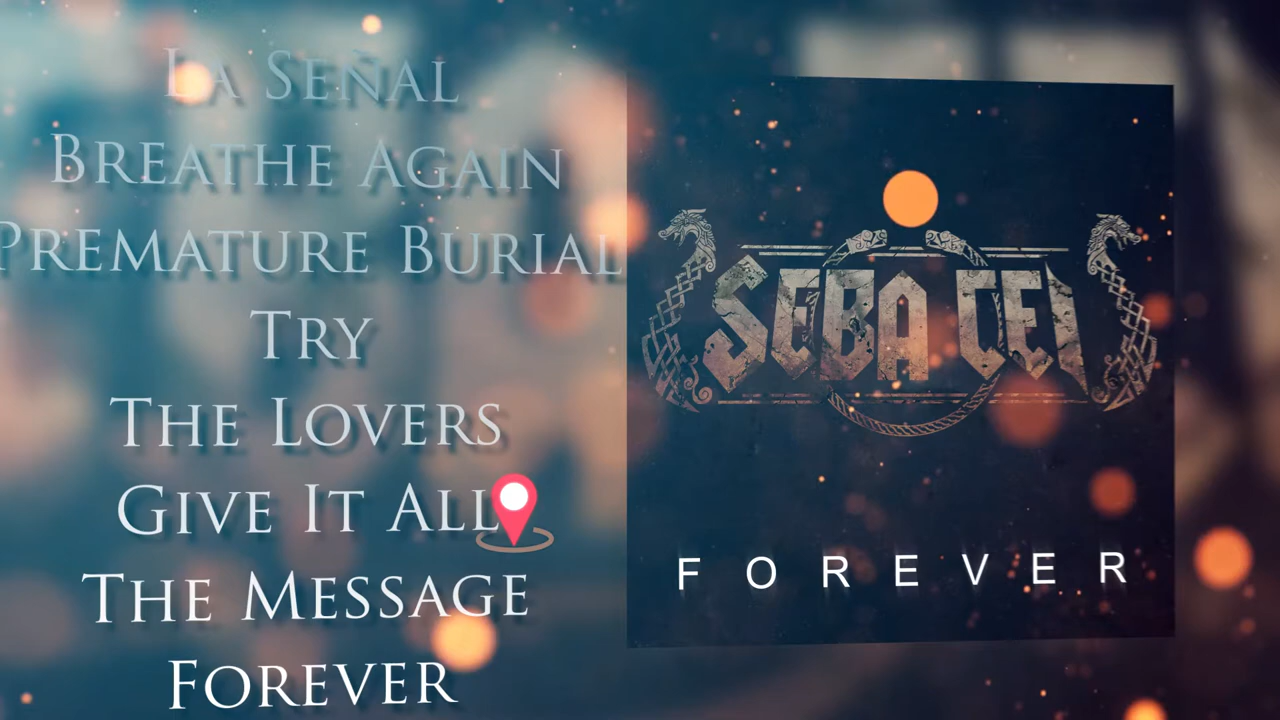 La Señal
Breathe Again
Premature Burial
Try
The Lovers
Give It All
The Message
Forever
SEBA CEI
FOREVER